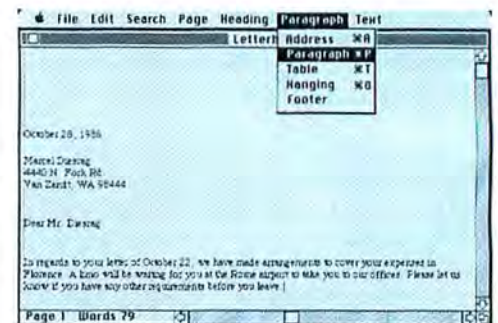 File Edit Search Page Heading Paragraph Text
Letterh
Address ⌘A
Paragraph ⌘P
Table ⌘T
Hanging
Footer
October 28, 1986
Marcel
4440 N. Fork Rd.
Van Zandt, WA 98444
Dear Mr.
In regards to your letter of October 22, we have made arrangements to cover your expenses in
Florence. A limo will be waiting for you at the Rome airport to take you to our offices. Please let us
know if you have any other requirements before you leave.
Page 1 Words 79